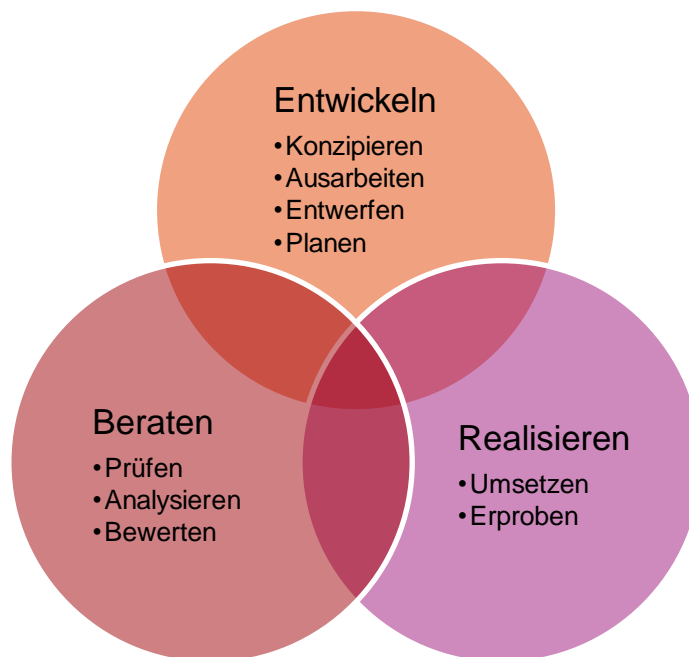 Entwickeln
•Konzipieren
•Ausarbeiten
•Entwerfen
•Planen
Beraten
•Prüfen
•Analysieren
•Bewerten
Realisieren
•Umsetzen
•Erproben